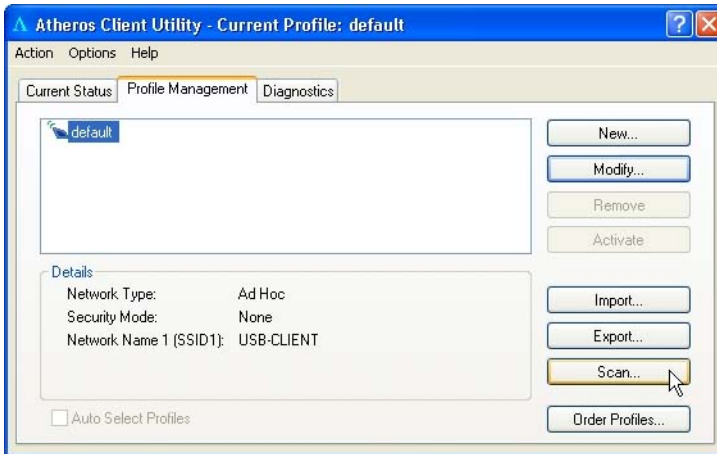 Atheros Client Utility - Current Profile: default
Action Options Help
Current Status Profile Management Diagnostics
default
New...
Modify...
Remove
Activate
Details
Network Type: Ad Hoc
Security Mode: None
Network Name 1 (SSID1): USB-CLIENT
Import...
Export...
Scan...
Auto Select Profiles
Order Profiles...